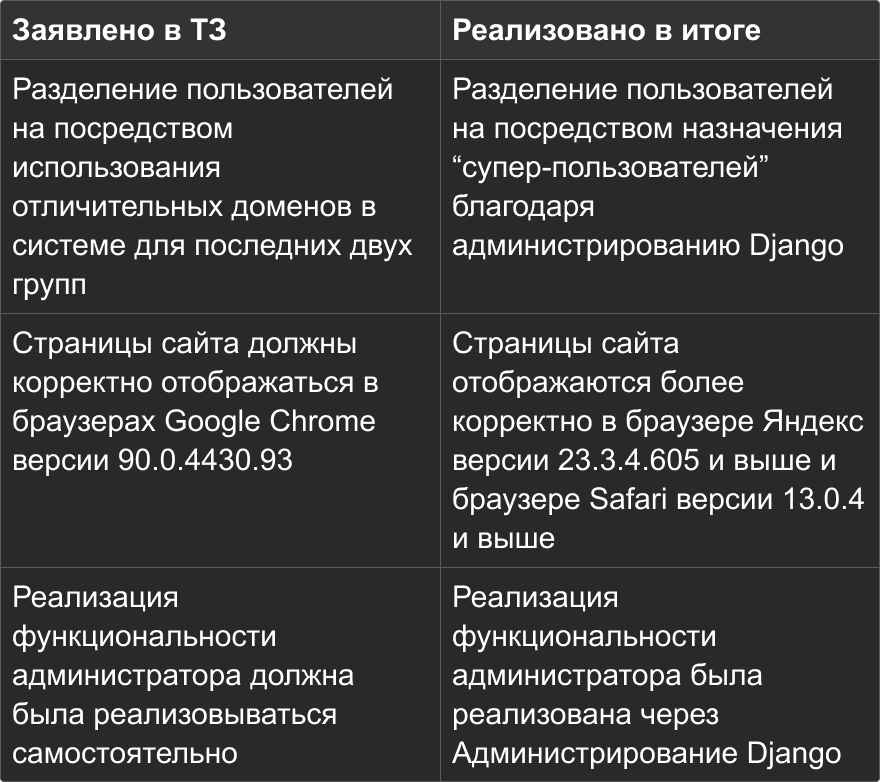 Заявлено в ТЗ
Реализовано в итоге
Разделение пользователей
на посредством
использования
отличительных доменов в
системе для последних двух
групп
Разделение пользователей
на посредством назначения
“супер-пользователей”
благодаря
администрированию Django
Страницы сайта должны
корректно отображаться в
браузерах Google Chrome
версии 90.0.4430.93
Страницы сайта
отображаются более
корректно в браузере Яндекс
версии 23.3.4.605 и выше и
браузере Safari версии 13.0.4
и выше
Реализация
функциональности
администратора должна
была реализовываться
самостоятельно
Реализация
функциональности
администратора была
реализована через
Администрирование Django